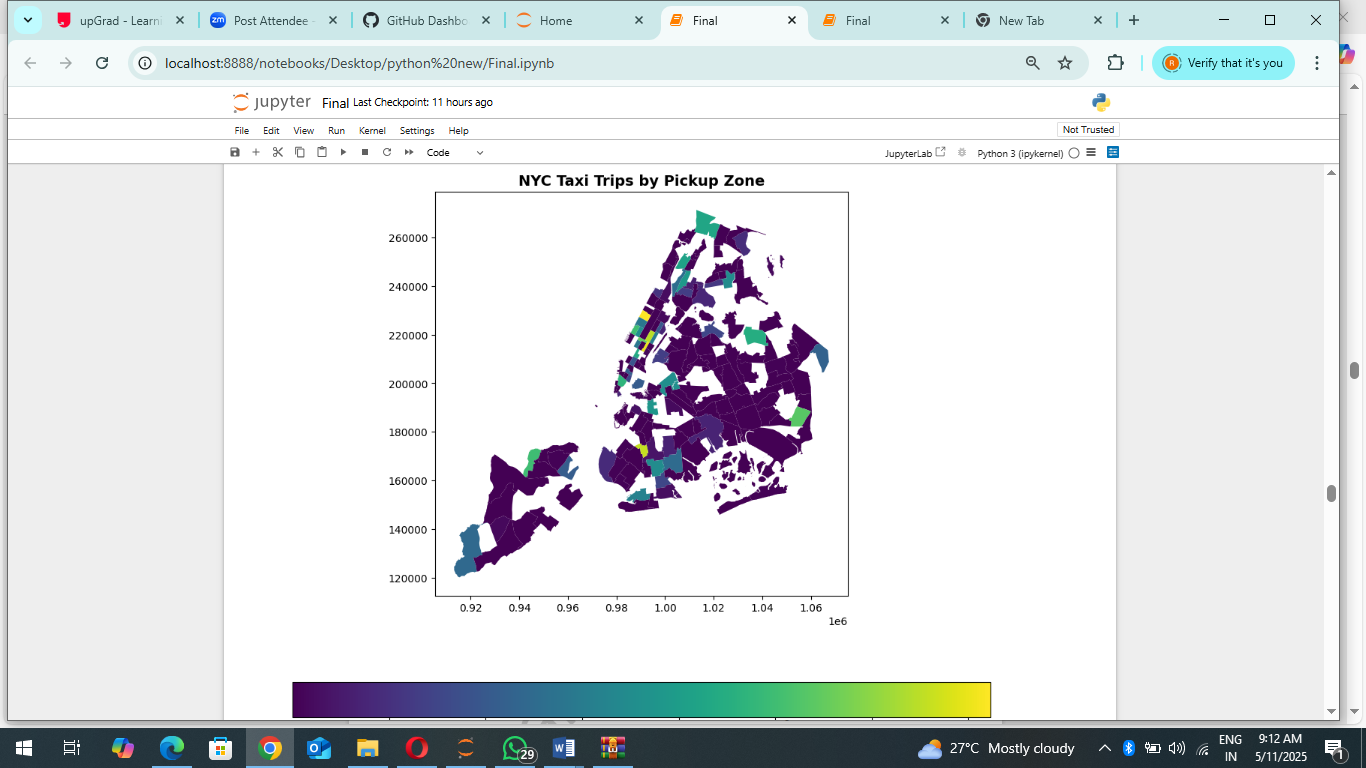 upGrad - Learni
zm Post Attendee -
GitHub Dashbo
Home
Final
Final
New Tab
localhost:8888/notebooks/Desktop/python%20new/Final.ipynb
R Verify that it's you
jupyter Final Last Checkpoint: 11 hours ago
File Edit View Run Kernel Settings Help Not Trusted
Code JupyterLab Python 3 (ipykernel)
NYC Taxi Trips by Pickup Zone
260000
240000
220000
200000
180000
160000
140000
120000
0.92 0.94 0.96 0.98 1.00 1.02 1.04 1.06
1e6
29
27°C Mostly cloudy
ENG
IN
9:12 AM
5/11/2025
1